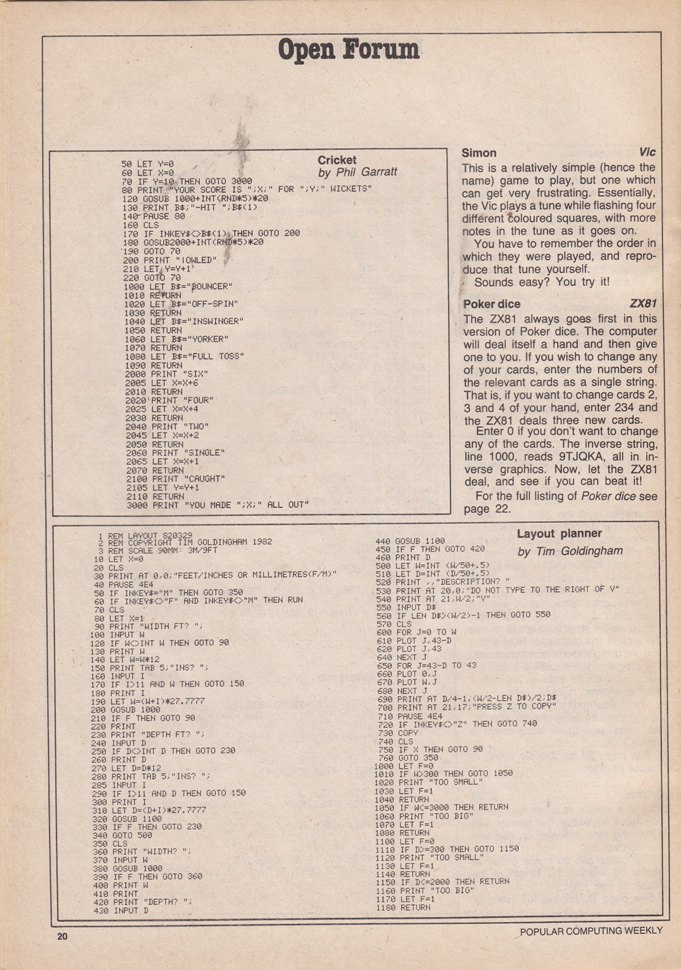 Open Forum
Cricket
by Phil Garratt
50 LET Y=0
60 LET X=0
70 IF Y=10 THEN GOTO 3000
80 PRINT "YOUR SCORE IS ";X;" FOR ";Y;" WICKETS"
120 GOSUB 1000+INT(RND*5)*20
130 PRINT B$;"-HIT ";B$(1)
140 PAUSE 80
160 CLS
170 IF INKEY$<>B$(1) THEN GOTO 200
180 GOSUB2000+INT(RND*5)*20
190 GOTO 70
200 PRINT "IOWLED"
210 LET Y=Y+1
220 GOTO 70
1000 LET B$="BOUNCER"
1010 RETURN
1020 LET B$="OFF-SPIN"
1030 RETURN
1040 LET B$="INSWINGER"
1050 RETURN
1060 LET B$="YORKER"
1070 RETURN
1080 LET B$="FULL TOSS"
1090 RETURN
2000 PRINT "SIX"
2005 LET X=X+6
2010 RETURN
2020 PRINT "FOUR"
2025 LET X=X+4
2030 RETURN
2040 PRINT "TWO"
2045 LET X=X+2
2050 RETURN
2060 PRINT "SINGLE"
2065 LET X=X+1
2070 RETURN
2100 PRINT "CAUGHT"
2105 LET Y=Y+1
2110 RETURN
3000 PRINT "YOU MADE ";X;" ALL OUT"
Simon Vic
This is a relatively simple (hence the
name) game to play, but one which
can get very frustrating. Essentially,
the Vic plays a tune while flashing four
different coloured squares, with more
notes in the tune as it goes on.
You have to remember the order in
which they were played, and repro-
duce that tune yourself.
Sounds easy? You try it!
Poker dice ZX81
The ZX81 always goes first in this
version of Poker dice. The computer
will deal itself a hand and then give
one to you. If you wish to change any
of your cards, enter the numbers of
the relevant cards as a single string.
That is, if you want to change cards 2,
3 and 4 of your hand, enter 234 and
the ZX81 deals three new cards.
Enter 0 if you don't want to change
any of the cards. The inverse string,
line 1000, reads 9TJQKA, all in in-
verse graphics. Now, let the ZX81
deal, and see if you can beat it!
For the full listing of Poker dice see
page 22.
Layout planner
by Tim Goldingham
1 REM LAYOUT 820329
2 REM COPYRIGHT TIM GOLDINGHAM 1982
3 REM SCALE 90MM: 3M/9FT
10 LET X=0
20 CLS
30 PRINT AT 0,0;"FEET/INCHES OR MILLIMETRES(F/M)"
40 PAUSE 4E4
50 IF INKEY$="M" THEN GOTO 350
60 IF INKEY$<>"F" AND INKEY$<>"M" THEN RUN
70 CLS
80 LET X=1
90 PRINT "WIDTH FT? ";
100 INPUT W
120 IF W<>INT W THEN GOTO 90
130 PRINT W
140 LET W=W*12
150 PRINT TAB 5;"INS? ";
160 INPUT I
170 IF I>11 AND W THEN GOTO 150
180 PRINT I
190 LET W=(W+I)*27.7777
200 GOSUB 1000
210 IF F THEN GOTO 90
220 PRINT
230 PRINT "DEPTH FT? ";
240 INPUT D
250 IF D<>INT D THEN GOTO 230
260 PRINT D
270 LET D=D*12
280 PRINT TAB 5;"INS? ";
285 INPUT I
290 IF I>11 AND D THEN GOTO 150
300 PRINT I
310 LET D=(D+I)*27.7777
320 GOSUB 1100
330 IF F THEN GOTO 230
340 GOTO 500
350 CLS
360 PRINT "WIDTH? ";
370 INPUT W
380 GOSUB 1000
390 IF F THEN GOTO 360
400 PRINT W
410 PRINT
420 PRINT "DEPTH? ";
430 INPUT D
440 GOSUB 1100
450 IF F THEN GOTO 420
460 PRINT D
500 LET W=INT (W/50+.5)
510 LET D=INT (D/50+.5)
520 PRINT ,,"DESCRIPTION? "
530 PRINT AT 20,0;"DO NOT TYPE TO THE RIGHT OF Y"
540 PRINT AT 21,W/2;"Y"
550 INPUT D$
560 IF LEN D$>(W/2)-1 THEN GOTO 550
570 CLS
600 FOR J=0 TO W
610 PLOT J,43-D
620 PLOT J,43
640 NEXT J
650 FOR J=43-D TO 43
660 PLOT 0,J
670 PLOT W,J
680 NEXT J
690 PRINT AT D/4-1,(W/2-LEN D$)/2;D$
700 PRINT AT 21,17;"PRESS Z TO COPY"
710 PAUSE 4E4
720 IF INKEY$<>"Z" THEN GOTO 740
730 COPY
740 CLS
750 IF X THEN GOTO 90
760 GOTO 350
1000 LET F=0
1010 IF W>300 THEN GOTO 1050
1020 PRINT "TOO SMALL"
1030 LET F=1
1040 RETURN
1050 IF W<=3000 THEN RETURN
1060 PRINT "TOO BIG"
1070 LET F=1
1080 RETURN
1100 LET F=0
1110 IF D>=300 THEN GOTO 1150
1120 PRINT "TOO SMALL"
1130 LET F=1
1140 RETURN
1150 IF D<=2000 THEN RETURN
1160 PRINT "TOO BIG"
1170 LET F=1
1180 RETURN
20
POPULAR COMPUTING WEEKLY